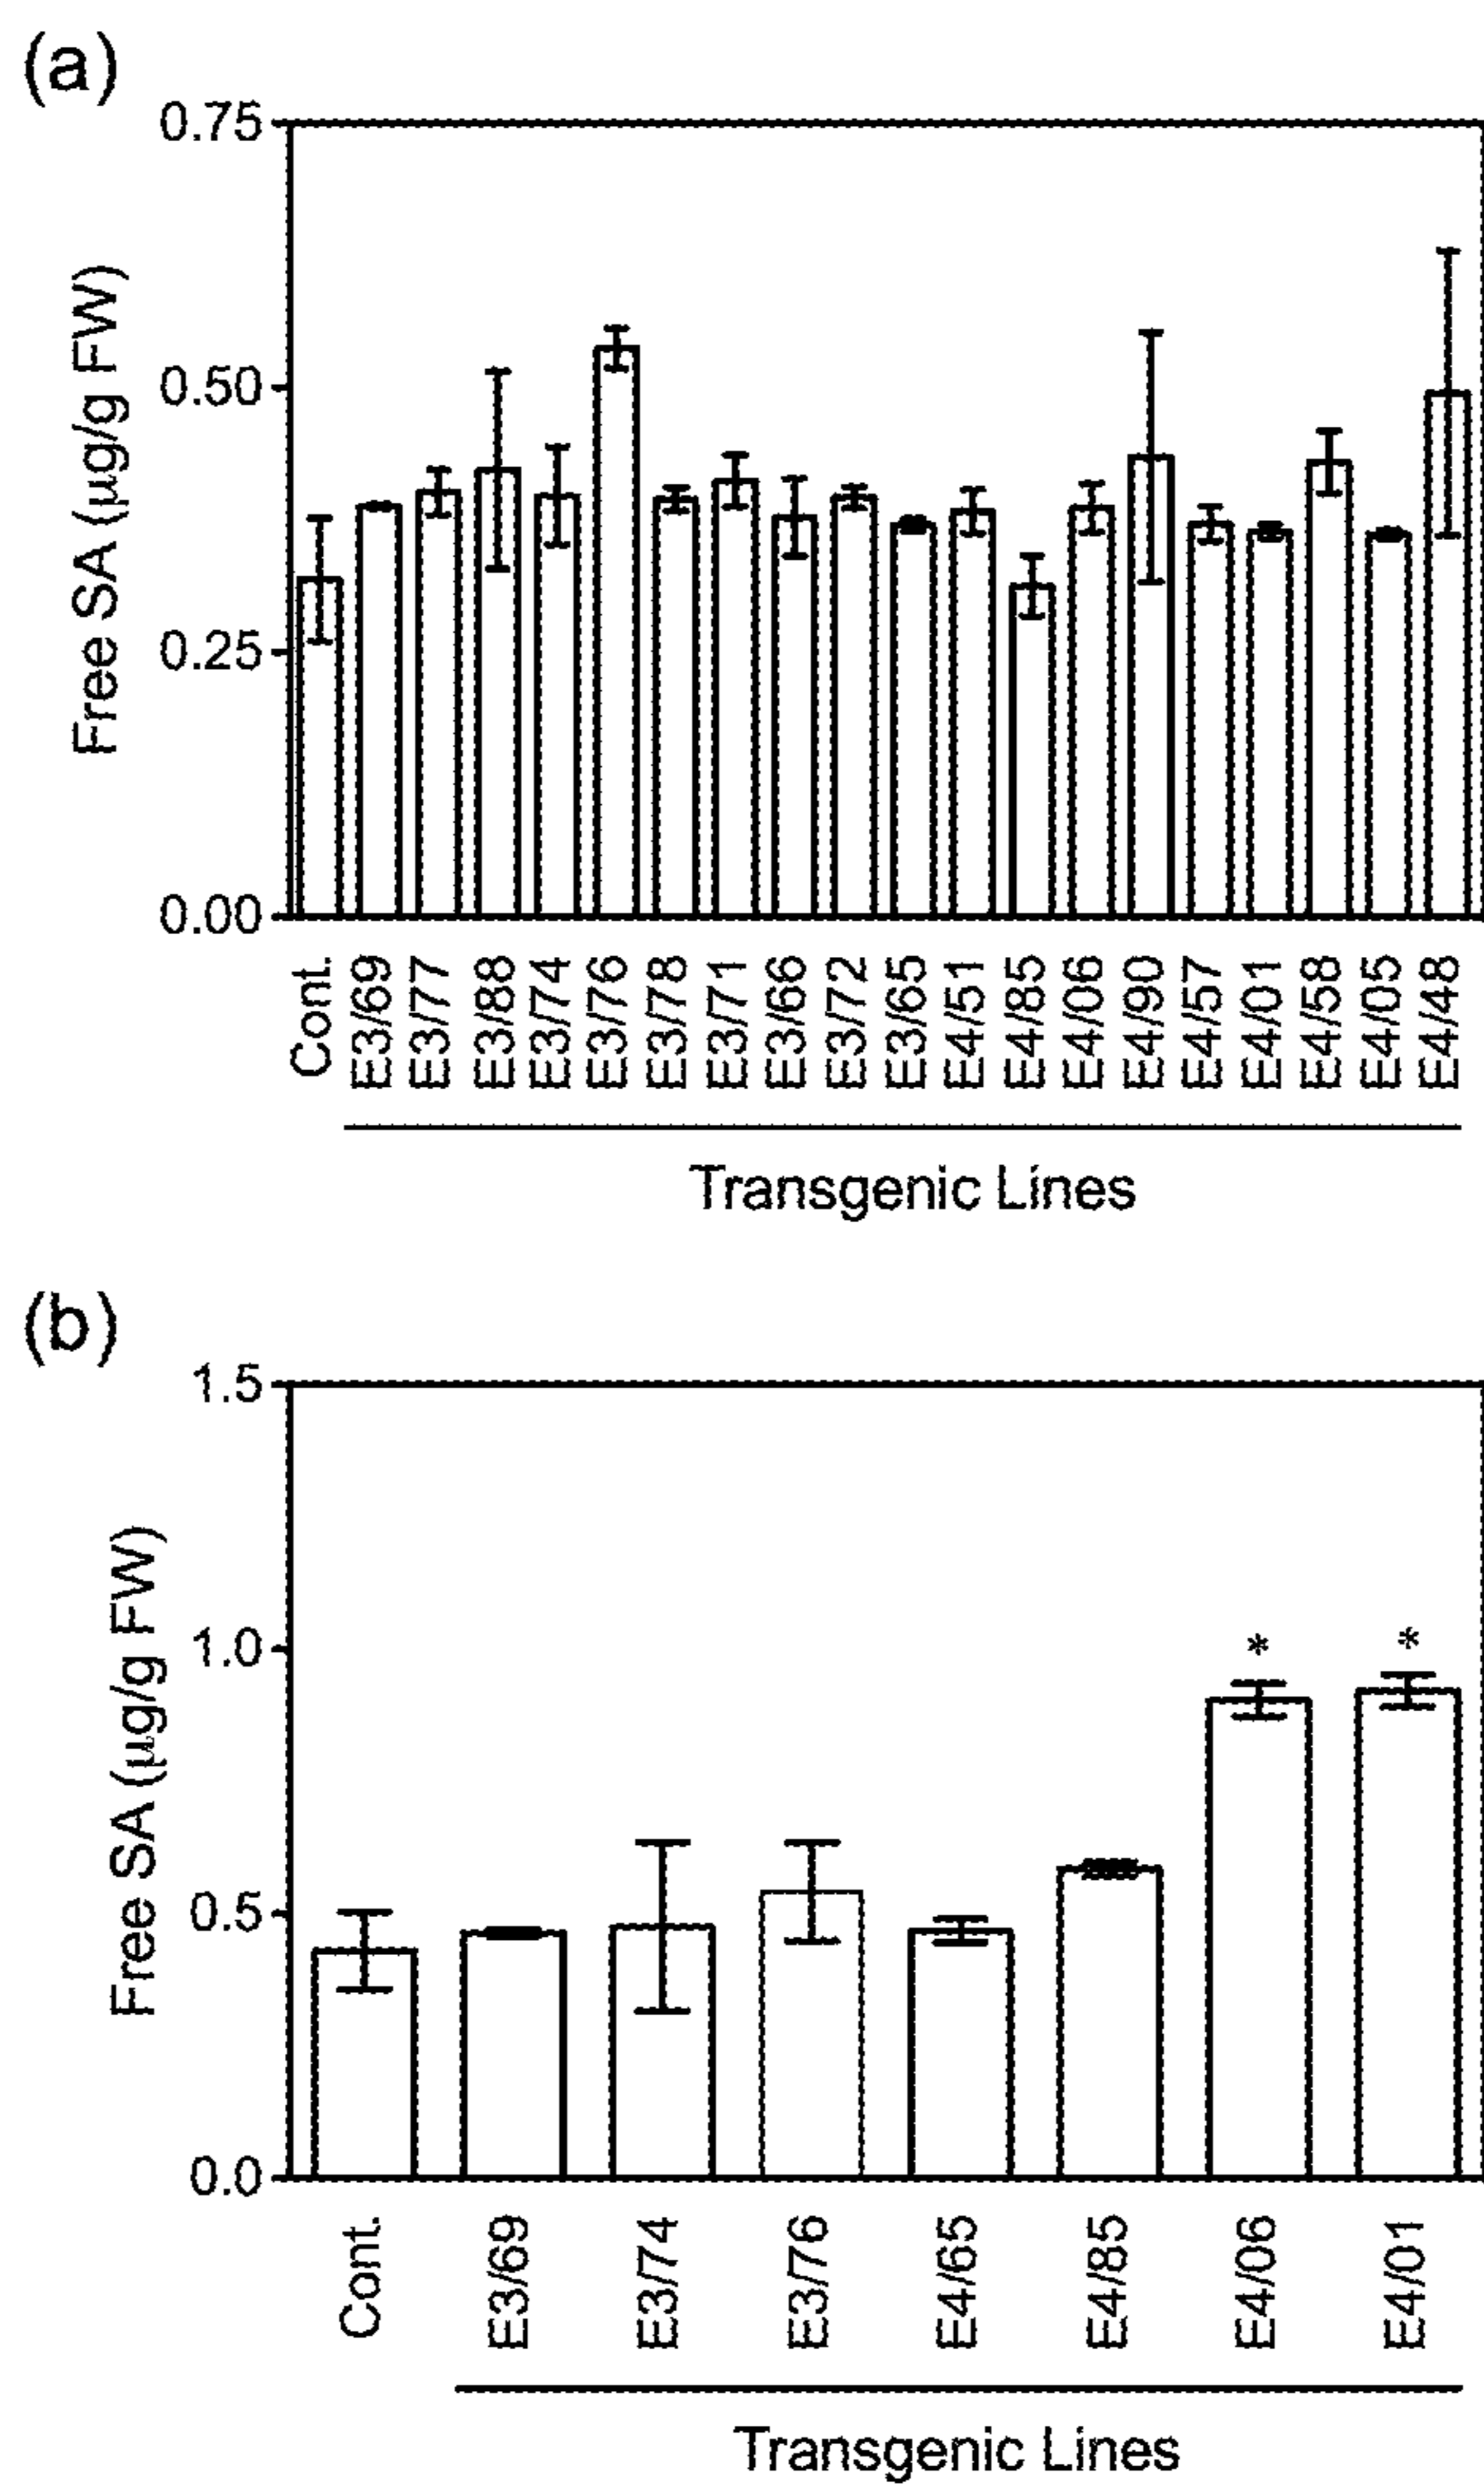 (a)
0.75
0.50
0.25
0.00
Free SA (µg/g FW)
Cont.
E3/69
E3/77
E3/88
E3/74
E3/76
E3/78
E3/71
E3/66
E3/72
E3/65
E4/51
E4/85
E4/06
E4/90
E4/57
E4/01
E4/58
E4/05
E4/48
Transgenic Lines
(b)
1.5
1.0
0.5
0.0
Free SA (µg/g FW)
* *
Cont.
E3/69
E3/74
E3/76
E4/65
E4/85
E4/06
E4/01
Transgenic Lines